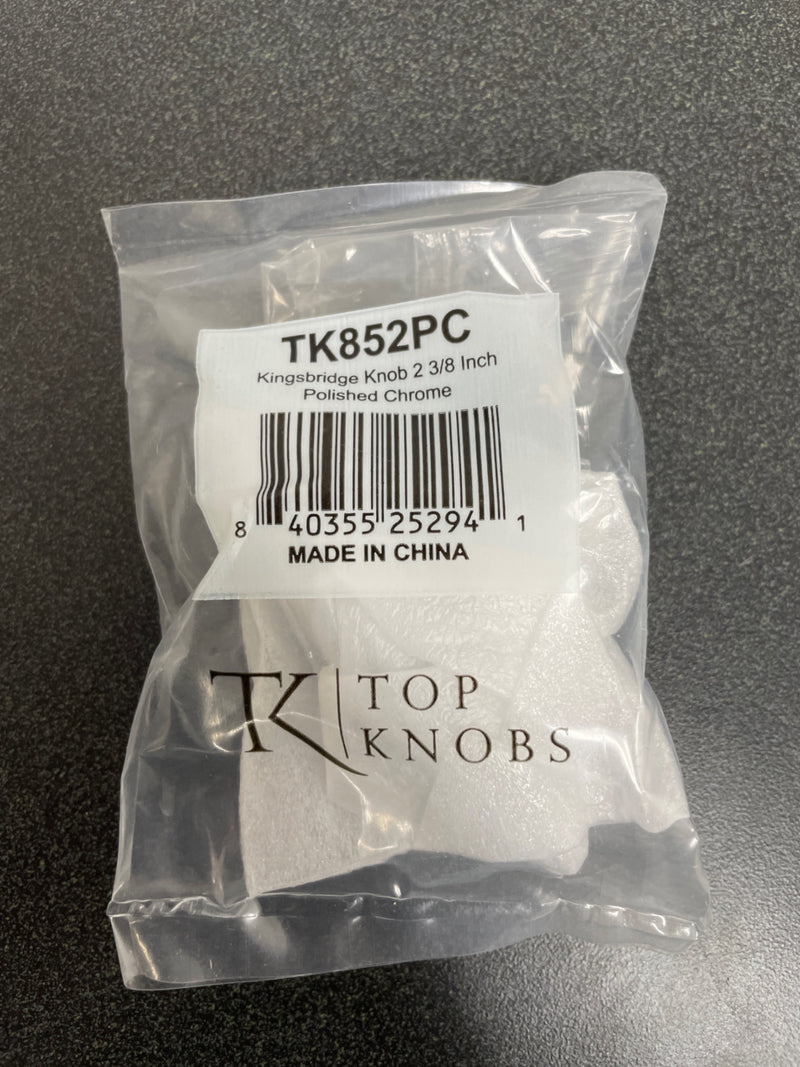 TK852PC
Kingsbridge Knob 2 3/8 Inch
Polished Chrome
8 40355 25294 1
MADE IN CHINA
TK TOP
KNOBS